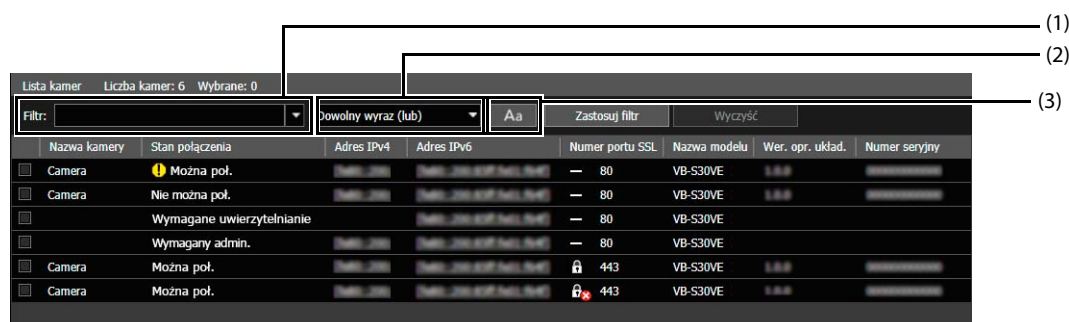 (1)
(2)
(3)
Lista kamer Liczba kamer: 6 Wybrane: 0
Filtr: Dowolny wyraz (lub) Aa Zastosuj filtr Wyczyść
Nazwa kamery Stan połączenia Adres IPv4 Adres IPv6 Numer portu SSL Nazwa modelu Wer. opr. układ. Numer seryjny
Camera Można poł. — 80 VB-S30VE
Camera Nie można poł. — 80 VB-S30VE
Wymagane uwierzytelnianie — 80 VB-S30VE
Wymagany admin. — 80 VB-S30VE
Camera Można poł. 443 VB-S30VE
Camera Można poł. 443 VB-S30VE